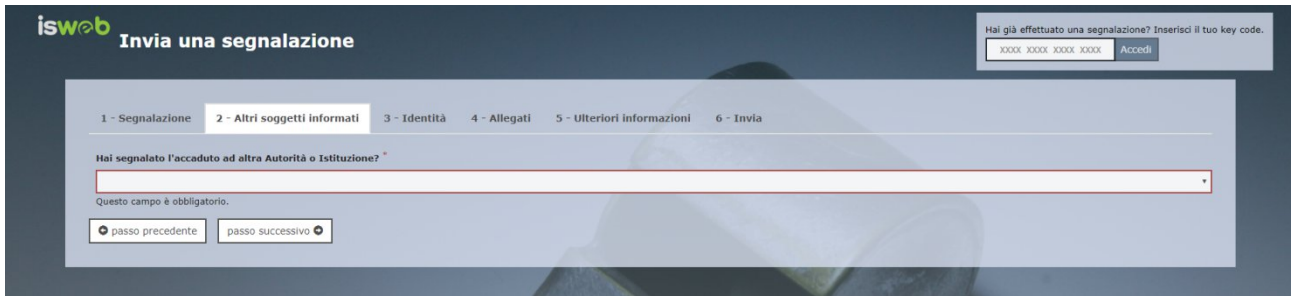 isweb
Invia una segnalazione
Hai già effettuato una segnalazione? Inserisci il tuo key code.
xxxx xxxx xxxx xxxx Accedi
1 - Segnalazione 2 - Altri soggetti informati 3 - Identità 4 - Allegati 5 - Ulteriori informazioni 6 - Invia
Hai segnalato l'accaduto ad altra Autorità o Istituzione? *
Questo campo è obbligatorio.
passo precedente passo successivo